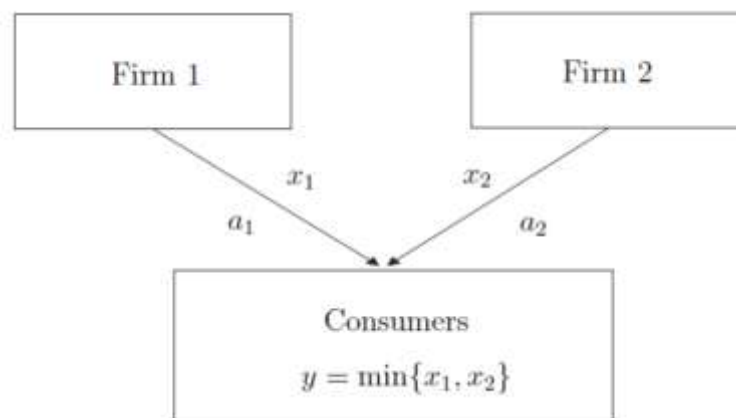 Firm 1
Firm 2
x₁
x₂
a₁
a₂
Consumers
y = min{x₁, x₂}